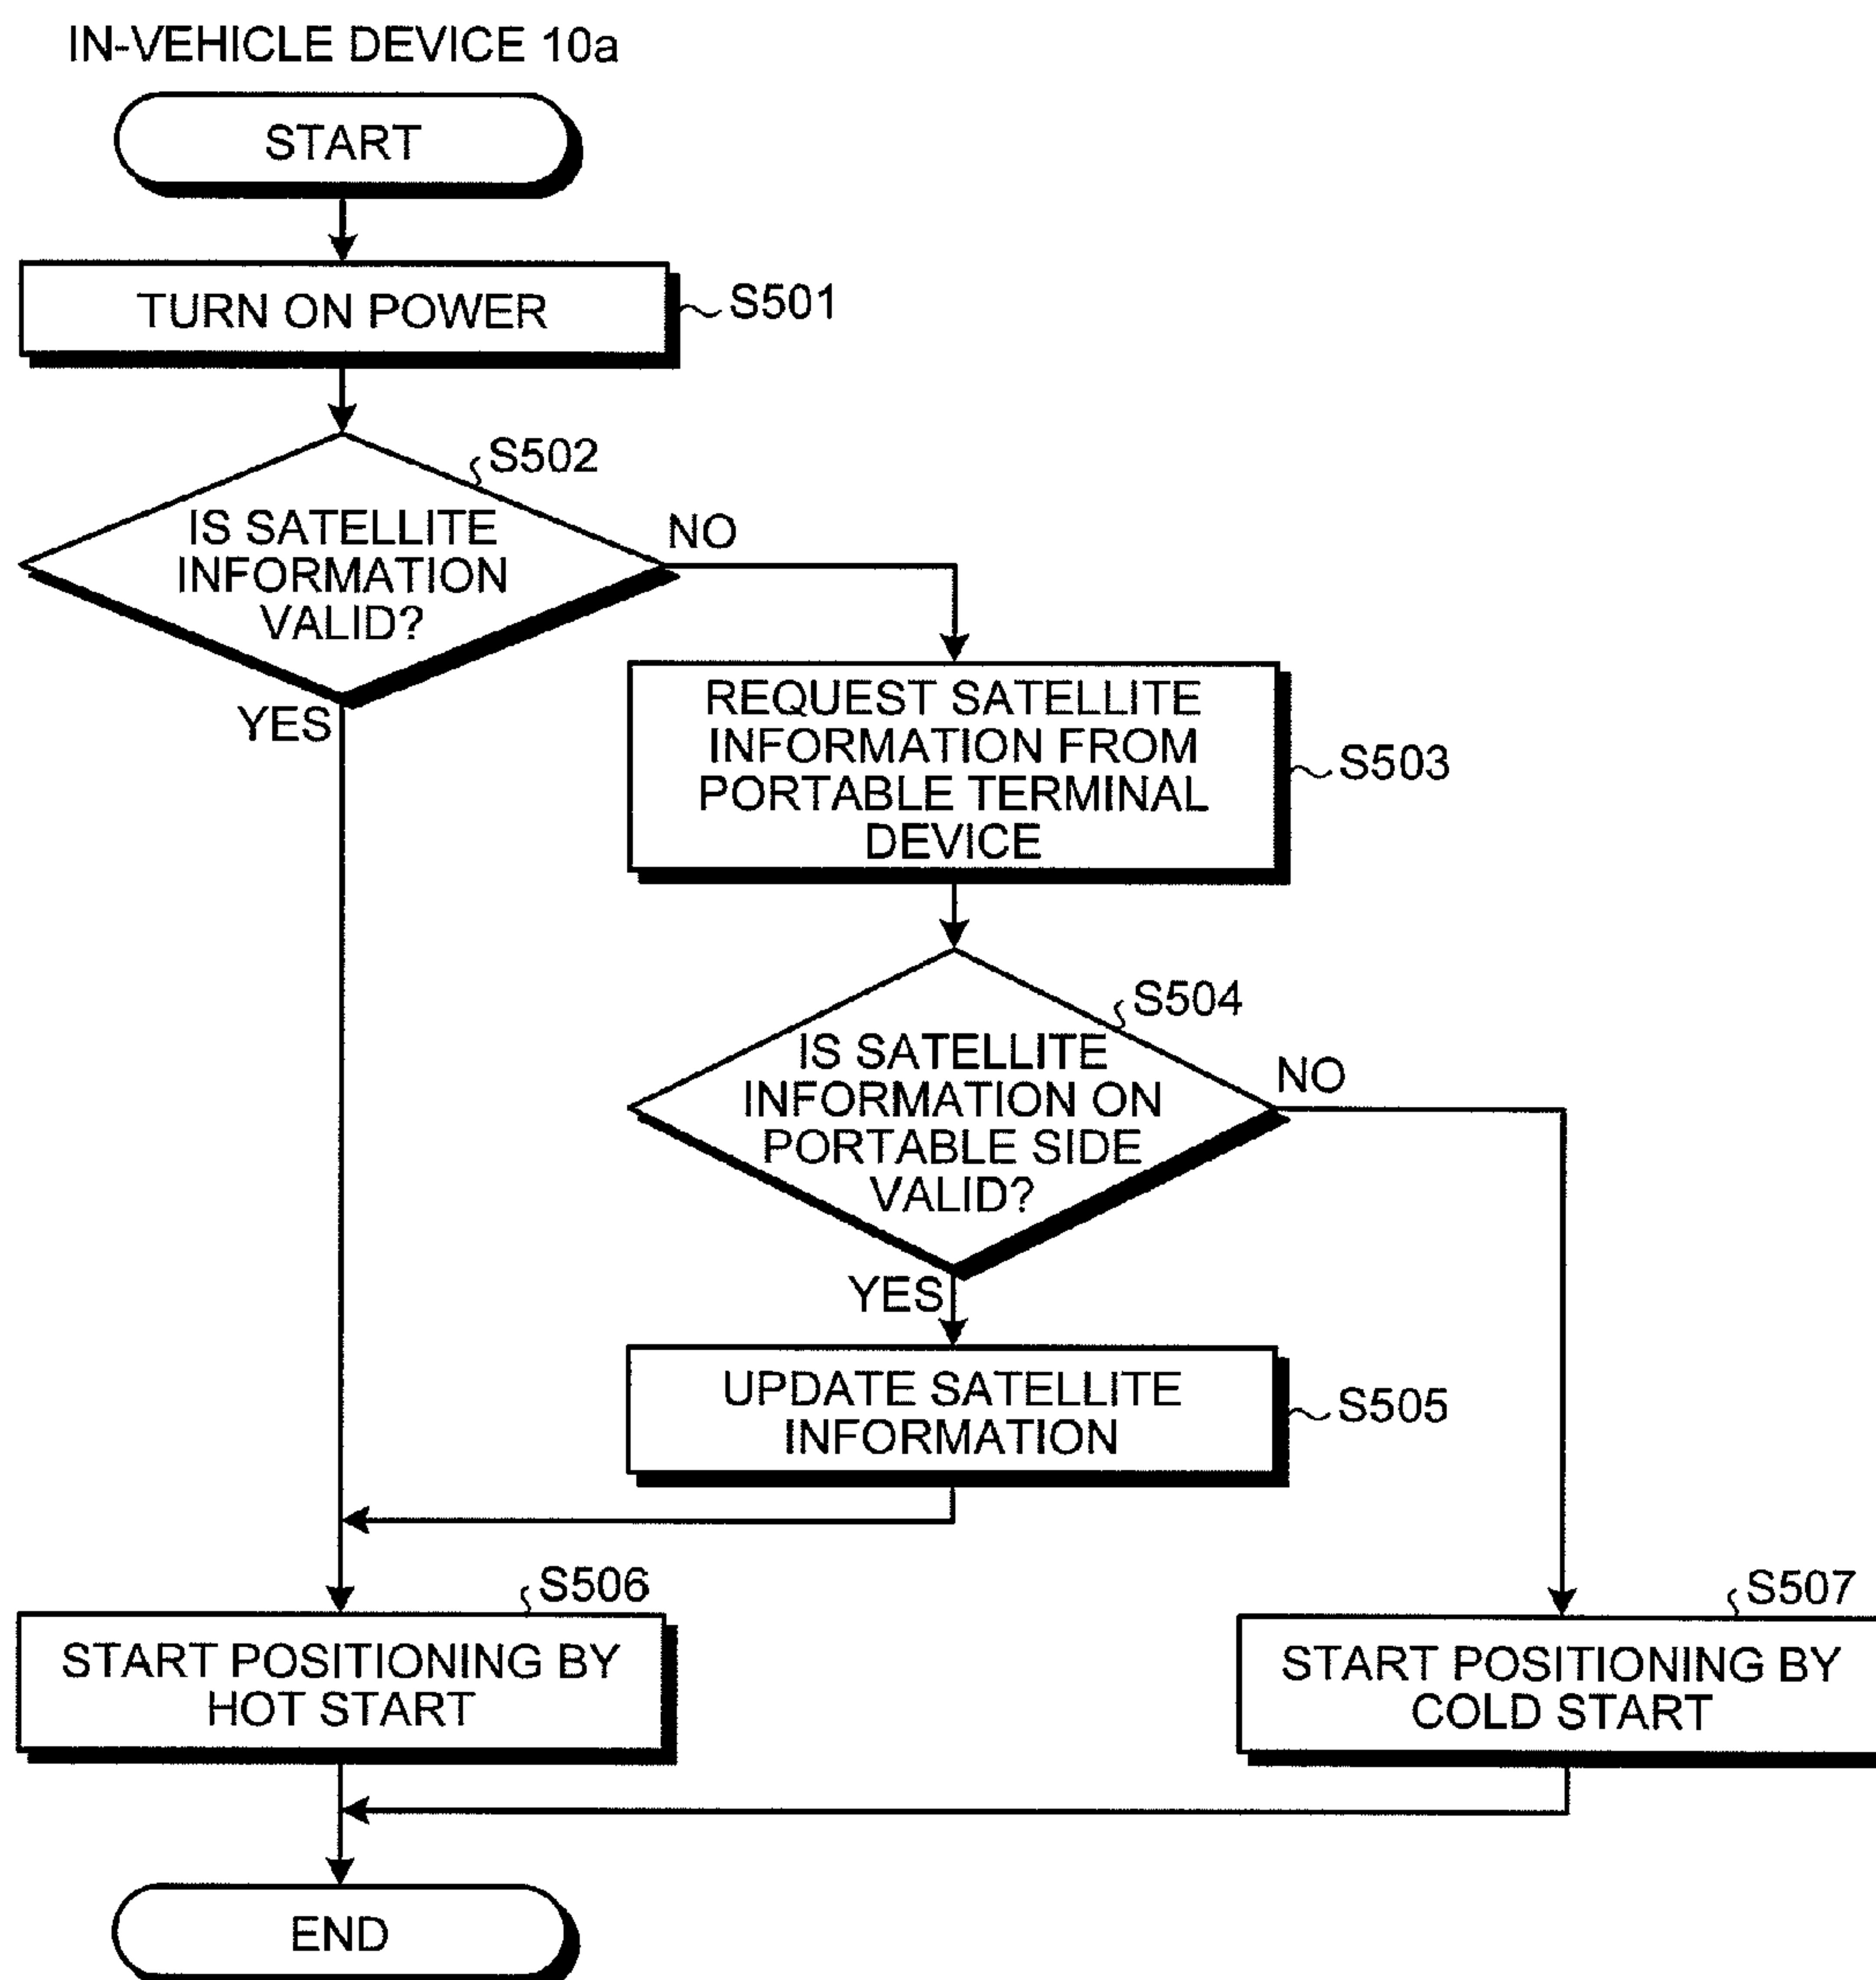 IN-VEHICLE DEVICE 10a
START
TURN ON POWER
S501
S502
IS SATELLITE
INFORMATION
VALID?
NO
YES
REQUEST SATELLITE
INFORMATION FROM
PORTABLE TERMINAL
DEVICE
S503
S504
IS SATELLITE
INFORMATION ON
PORTABLE SIDE
VALID?
NO
YES
UPDATE SATELLITE
INFORMATION
S505
S506
START POSITIONING BY
HOT START
S507
START POSITIONING BY
COLD START
END